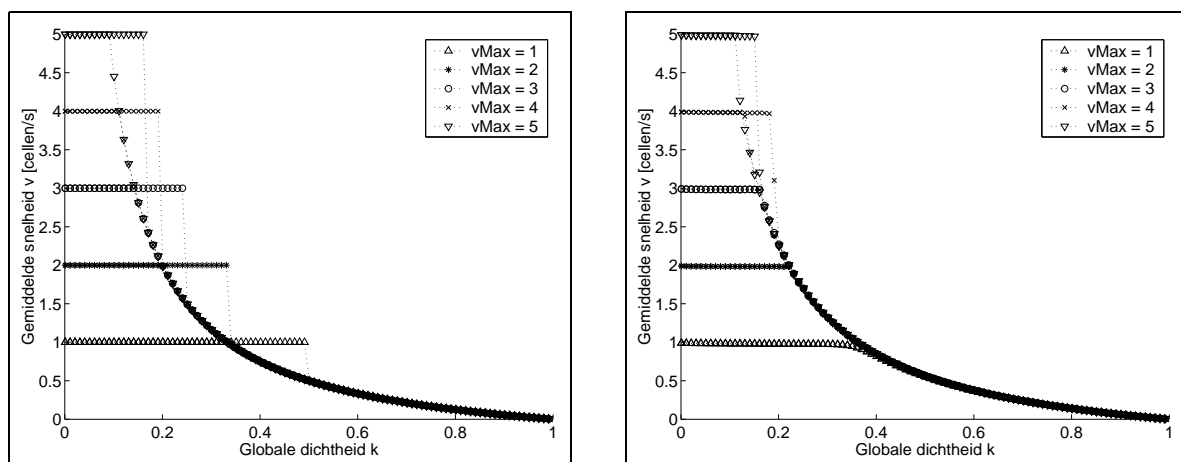 5
4.5
4
3.5
3
2.5
2
1.5
1
0.5
0
Gemiddelde snelheid v [cellen/s]
0
0.2
0.4
0.6
0.8
1
Globale dichtheid k
vMax = 1
vMax = 2
vMax = 3
vMax = 4
vMax = 5
5
4.5
4
3.5
3
2.5
2
1.5
1
0.5
0
Gemiddelde snelheid v [cellen/s]
0
0.2
0.4
0.6
0.8
1
Globale dichtheid k
vMax = 1
vMax = 2
vMax = 3
vMax = 4
vMax = 5